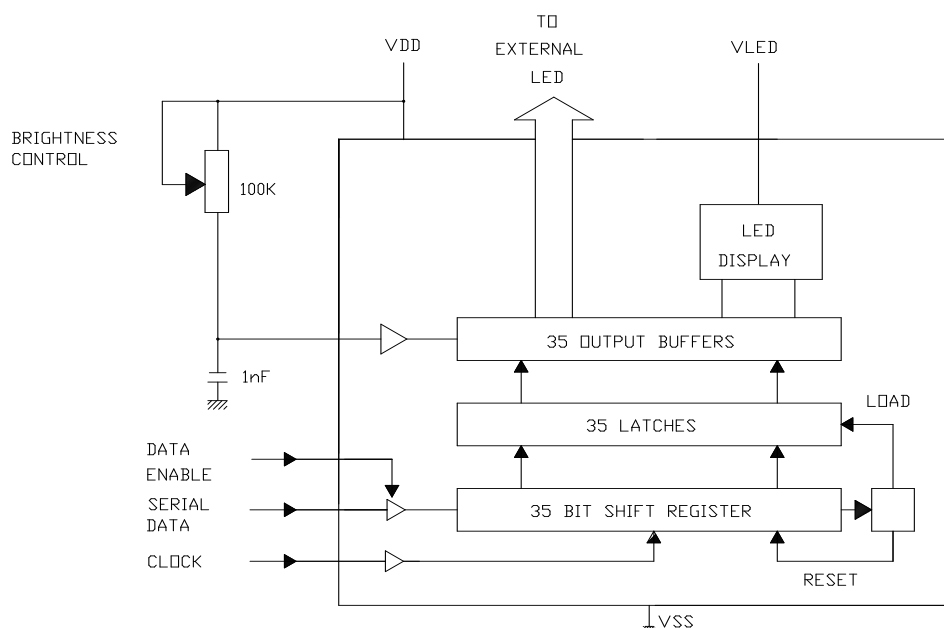 TO
EXTERNAL
LED
VDD
VLED
BRIGHTNESS
CONTROL
100K
LED
DISPLAY
35 OUTPUT BUFFERS
1nF
LOAD
35 LATCHES
DATA
ENABLE
SERIAL
DATA
35 BIT SHIFT REGISTER
CLOCK
RESET
VSS